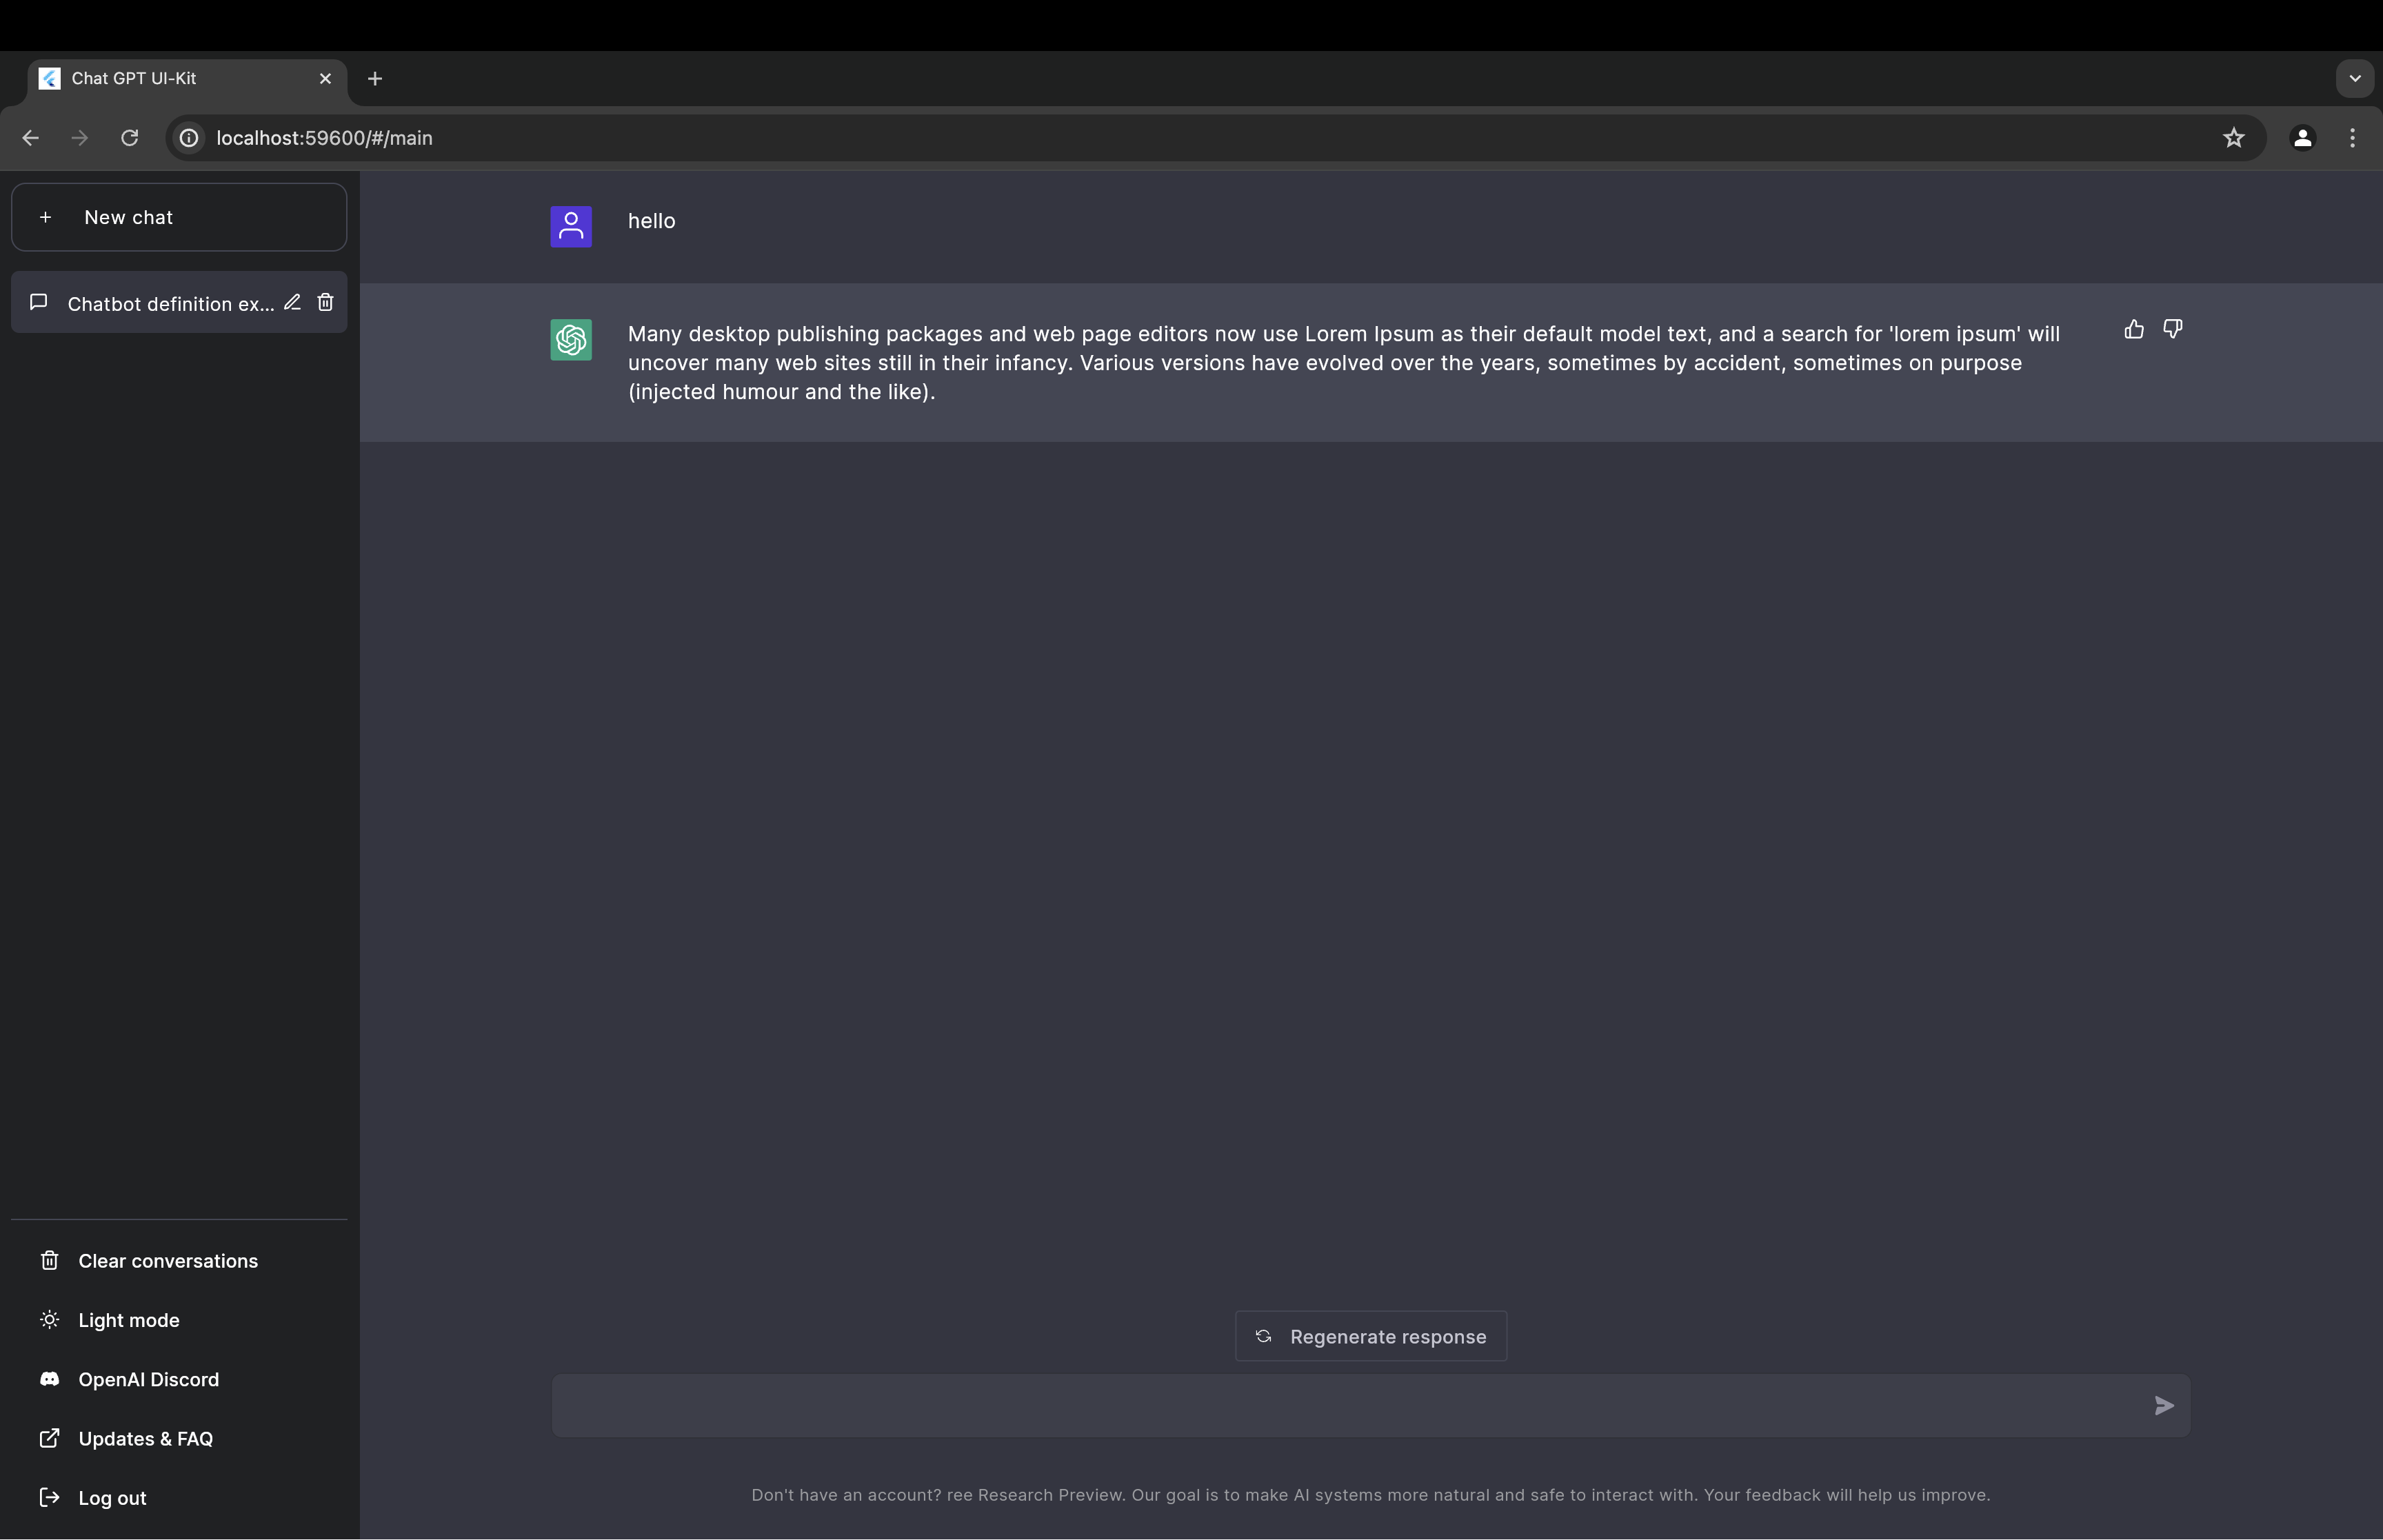 Chat GPT UI-Kit
localhost:59600/#/main
New chat
Chatbot definition ex...
Clear conversations
Light mode
OpenAI Discord
Updates & FAQ
Log out
hello
Many desktop publishing packages and web page editors now use Lorem Ipsum as their default model text, and a search for 'lorem ipsum' will
uncover many web sites still in their infancy. Various versions have evolved over the years, sometimes by accident, sometimes on purpose
(injected humour and the like).
Regenerate response
Don't have an account? ree Research Preview. Our goal is to make AI systems more natural and safe to interact with. Your feedback will help us improve.